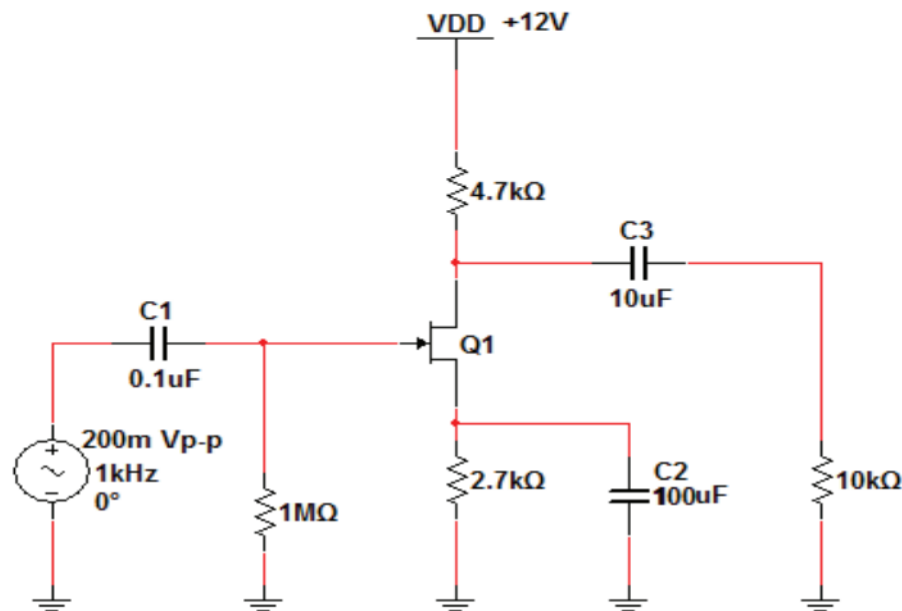 VDD +12V
4.7kΩ
C3
10uF
C1
0.1uF
Q1
200m Vp-p
1kHz
0°
1MΩ
2.7kΩ
C2
100uF
10kΩ